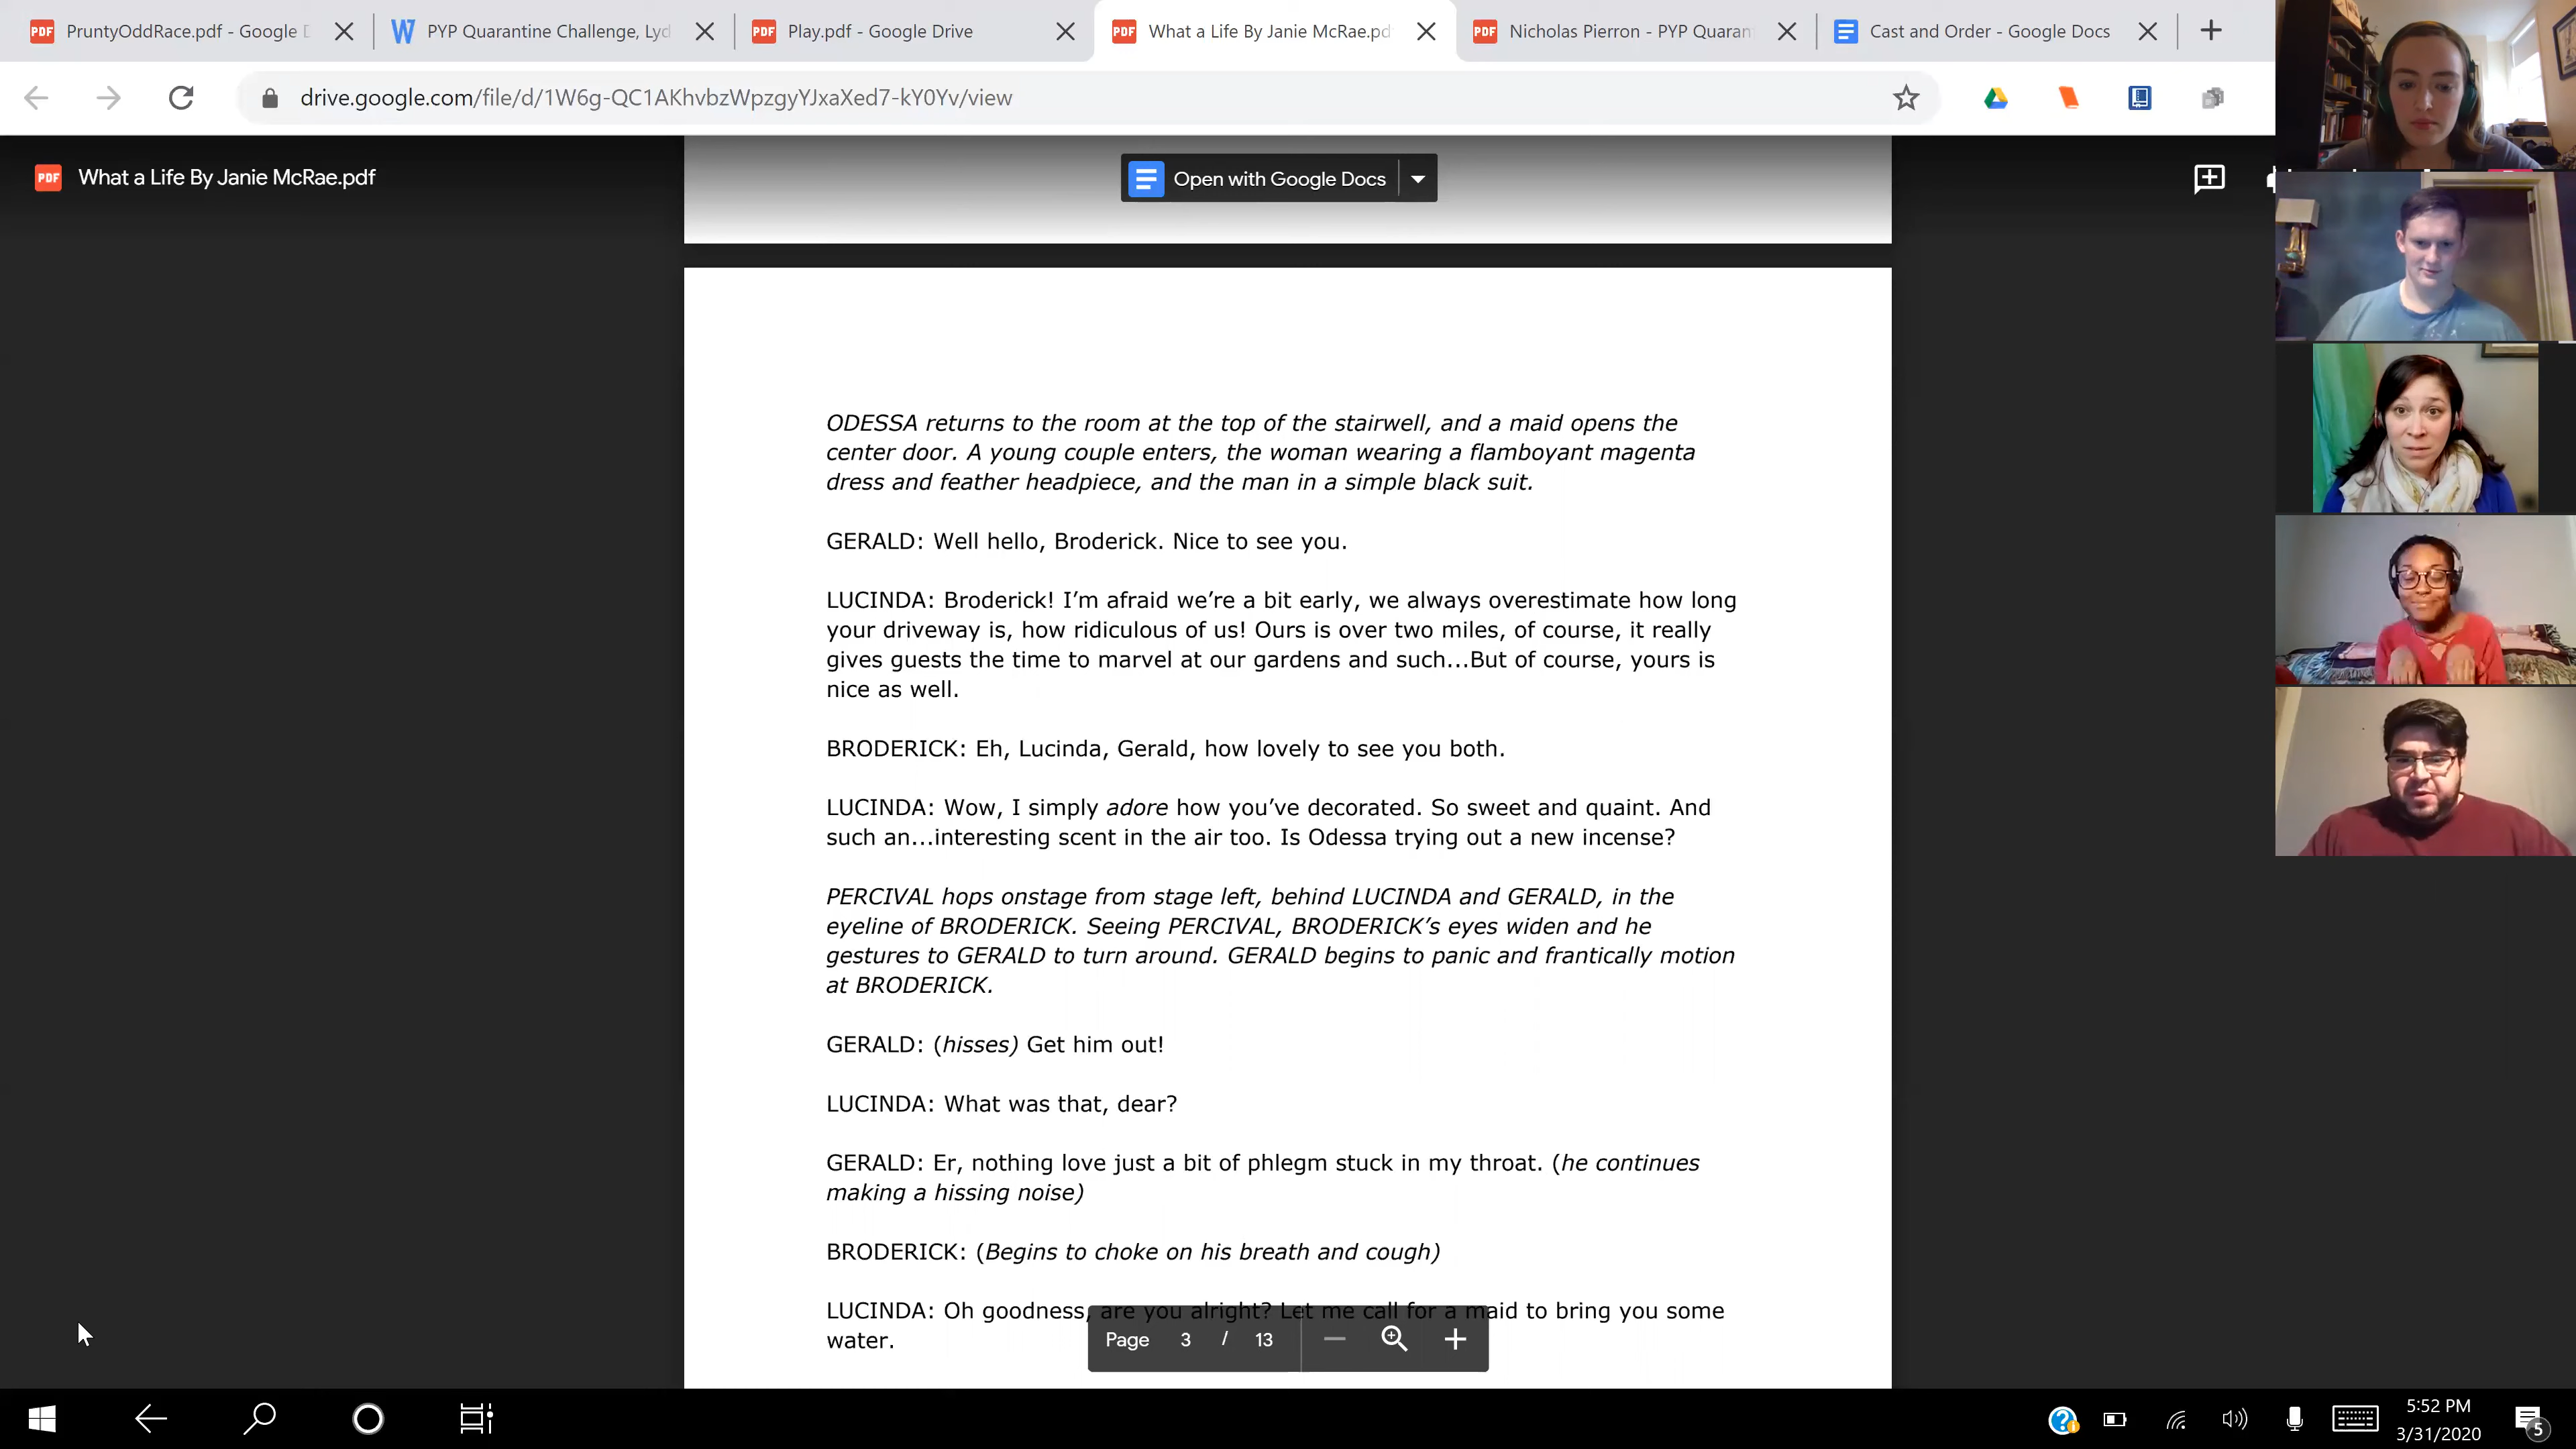 PDF PruntyOddRace.pdf - Google D
PYP Quarantine Challenge, Lyd
PDF Play.pdf - Google Drive
PDF What a Life By Janie McRae.pd
PDF Nicholas Pierron - PYP Quaran
Cast and Order - Google Docs
drive.google.com/file/d/1W6g-QC1AKhvbzWpzgyYJxaXed7-kY0Yv/view
PDF What a Life By Janie McRae.pdf
Open with Google Docs
ODESSA returns to the room at the top of the stairwell, and a maid opens the
center door. A young couple enters, the woman wearing a flamboyant magenta
dress and feather headpiece, and the man in a simple black suit.
GERALD: Well hello, Broderick. Nice to see you.
LUCINDA: Broderick! I’m afraid we’re a bit early, we always overestimate how long
your driveway is, how ridiculous of us! Ours is over two miles, of course, it really
gives guests the time to marvel at our gardens and such...But of course, yours is
nice as well.
BRODERICK: Eh, Lucinda, Gerald, how lovely to see you both.
LUCINDA: Wow, I simply adore how you’ve decorated. So sweet and quaint. And
such an...interesting scent in the air too. Is Odessa trying out a new incense?
PERCIVAL hops onstage from stage left, behind LUCINDA and GERALD, in the
eyeline of BRODERICK. Seeing PERCIVAL, BRODERICK’s eyes widen and he
gestures to GERALD to turn around. GERALD begins to panic and frantically motion
at BRODERICK.
GERALD: (hisses) Get him out!
LUCINDA: What was that, dear?
GERALD: Er, nothing love just a bit of phlegm stuck in my throat. (he continues
making a hissing noise)
BRODERICK: (Begins to choke on his breath and cough)
LUCINDA: Oh goodness, are you alright? Let me call for a maid to bring you some
water.
Page 3 / 13
5:52 PM
3/31/2020
5